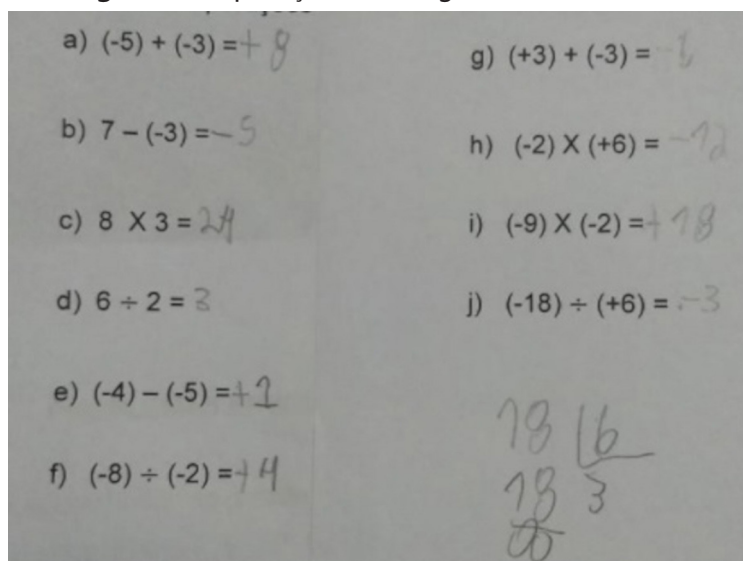 a) (-5) + (-3) = + 8
b) 7 – (-3) = - 5
c) 8 X 3 = 24
d) 6 ÷ 2 = 3
e) (-4) – (-5) = + 1
f) (-8) ÷ (-2) = + 4
g) (+3) + (-3) =
h) (-2) X (+6) = - 12
i) (-9) X (-2) = + 18
j) (-18) ÷ (+6) = - 3
18 6
18 3
00